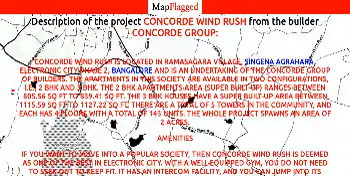 MapFlagged
Description of the project CONCORDE WIND RUSH from the builder
CONCORDE GROUP:
CONCORDE WIND RUSH IS LOCATED IN RAMASAGARA VILLAGE, SINGENA AGRAHARA,
ELECTRONIC CITY PHASE 2, BANGALORE AND IS AN UNDERTAKING OF THE CONCORDE GROUP
OF BUILDERS. THE APARTMENTS IN THIS SOCIETY ARE AVAILABLE IN TWO CONFIGURATIONS,
I.E. 2 BHK AND 3 BHK. THE 2 BHK APARTMENTS AREA (SUPER BUILT-UP) RANGES BETWEEN
805.56 SQ FT TO 839.41 SQ FT. THE 3 BHK HOUSES HAVE A SUPER BUILT-UP AREA BETWEEN
1115.59 SQ FT TO 1127.22 SQ FT. THERE ARE A TOTAL OF 5 TOWERS IN THE COMMUNITY, AND
EACH HAS 4 FLOORS WITH A TOTAL OF 143 UNITS. THE WHOLE PROJECT SPAWNS AN AREA OF
2 ACRES.
AMENITIES
IF YOU WANT TO MOVE INTO A POPULAR SOCIETY, THEN CONCORDE WIND RUSH IS DEEMED
AS ONE OF THE BEST IN ELECTRONIC CITY. WITH A WELL-EQUIPPED GYM, YOU DO NOT NEED
TO STEP OUT TO KEEP FIT. IT HAS AN INTERCOM FACILITY, AND YOU CAN JUMP INTO ITS